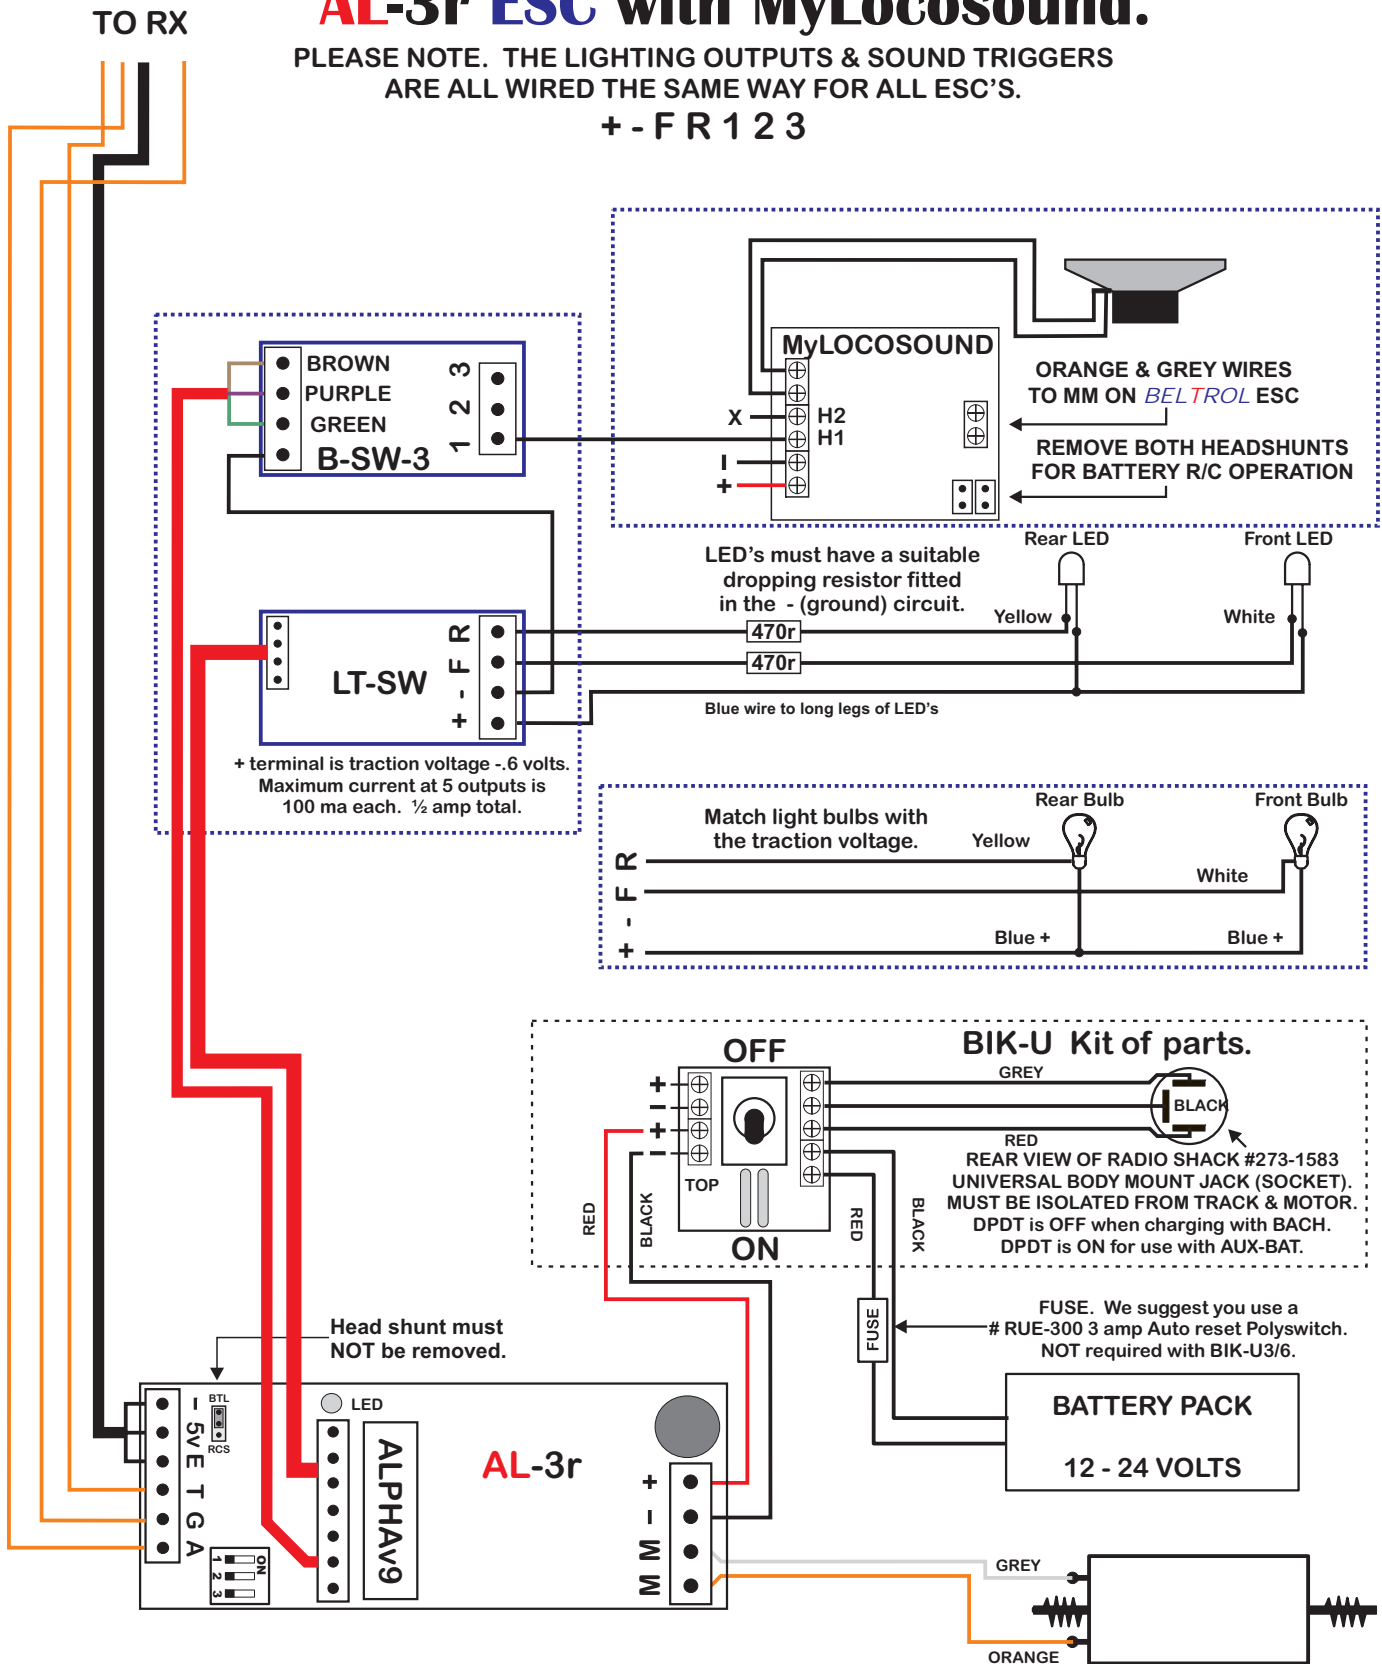 TO RX
AL-3r ESC with MyLocosound.
PLEASE NOTE. THE LIGHTING OUTPUTS & SOUND TRIGGERS
ARE ALL WIRED THE SAME WAY FOR ALL ESC'S.
+ - F R 1 2 3
BROWN
PURPLE
GREEN
B-SW-3
1 2 3
MyLOCOSOUND
X
H2
H1
-
+
ORANGE & GREY WIRES
TO MM ON BELTROL ESC
REMOVE BOTH HEADSHUNTS
FOR BATTERY R/C OPERATION
LED's must have a suitable
dropping resistor fitted
in the - (ground) circuit.
Rear LED
Front LED
Yellow
White
470r
470r
LT-SW
+ - F R
Blue wire to long legs of LED's
+ terminal is traction voltage -.6 volts.
Maximum current at 5 outputs is
100 ma each. ½ amp total.
Match light bulbs with
the traction voltage.
Rear Bulb
Front Bulb
Yellow
White
+ - F R
Blue +
Blue +
OFF
BIK-U Kit of parts.
+
-
+
-
TOP
ON
GREY
BLACK
RED
REAR VIEW OF RADIO SHACK #273-1583
UNIVERSAL BODY MOUNT JACK (SOCKET).
MUST BE ISOLATED FROM TRACK & MOTOR.
DPDT is OFF when charging with BACH.
DPDT is ON for use with AUX-BAT.
RED
BLACK
RED
BLACK
FUSE
FUSE. We suggest you use a
# RUE-300 3 amp Auto reset Polyswitch.
NOT required with BIK-U3/6.
Head shunt must
NOT be removed.
BATTERY PACK
12 - 24 VOLTS
- 5v E T G A
BTL
RCS
LED
ALPHAv9
AL-3r
M M - +
ON
1
2
3
GREY
ORANGE